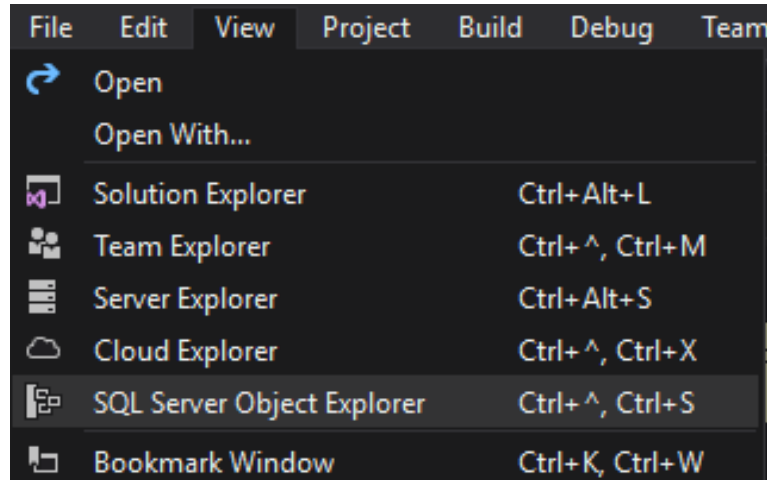 File Edit View Project Build Debug Team
Open
Open With...
Solution Explorer Ctrl+Alt+L
Team Explorer Ctrl+^, Ctrl+M
Server Explorer Ctrl+Alt+S
Cloud Explorer Ctrl+^, Ctrl+X
SQL Server Object Explorer Ctrl+^, Ctrl+S
Bookmark Window Ctrl+K, Ctrl+W